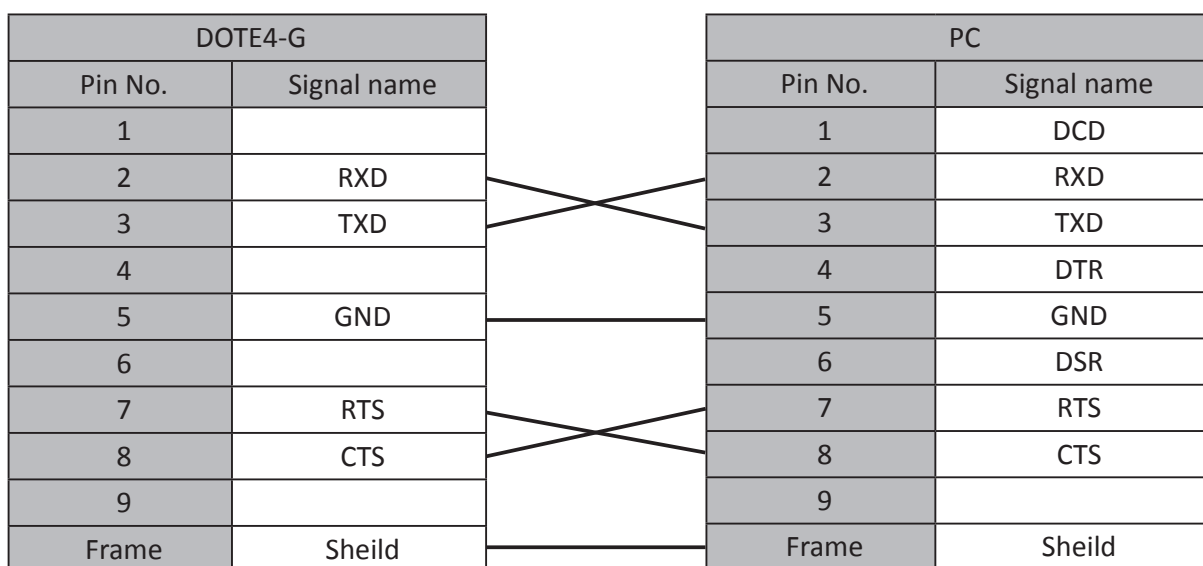 DOTE4-G PC
Pin No. Signal name Pin No. Signal name
1 1 DCD
2 RXD 2 RXD
3 TXD 3 TXD
4 4 DTR
5 GND 5 GND
6 6 DSR
7 RTS 7 RTS
8 CTS 8 CTS
9 9
Frame Sheild Frame Sheild